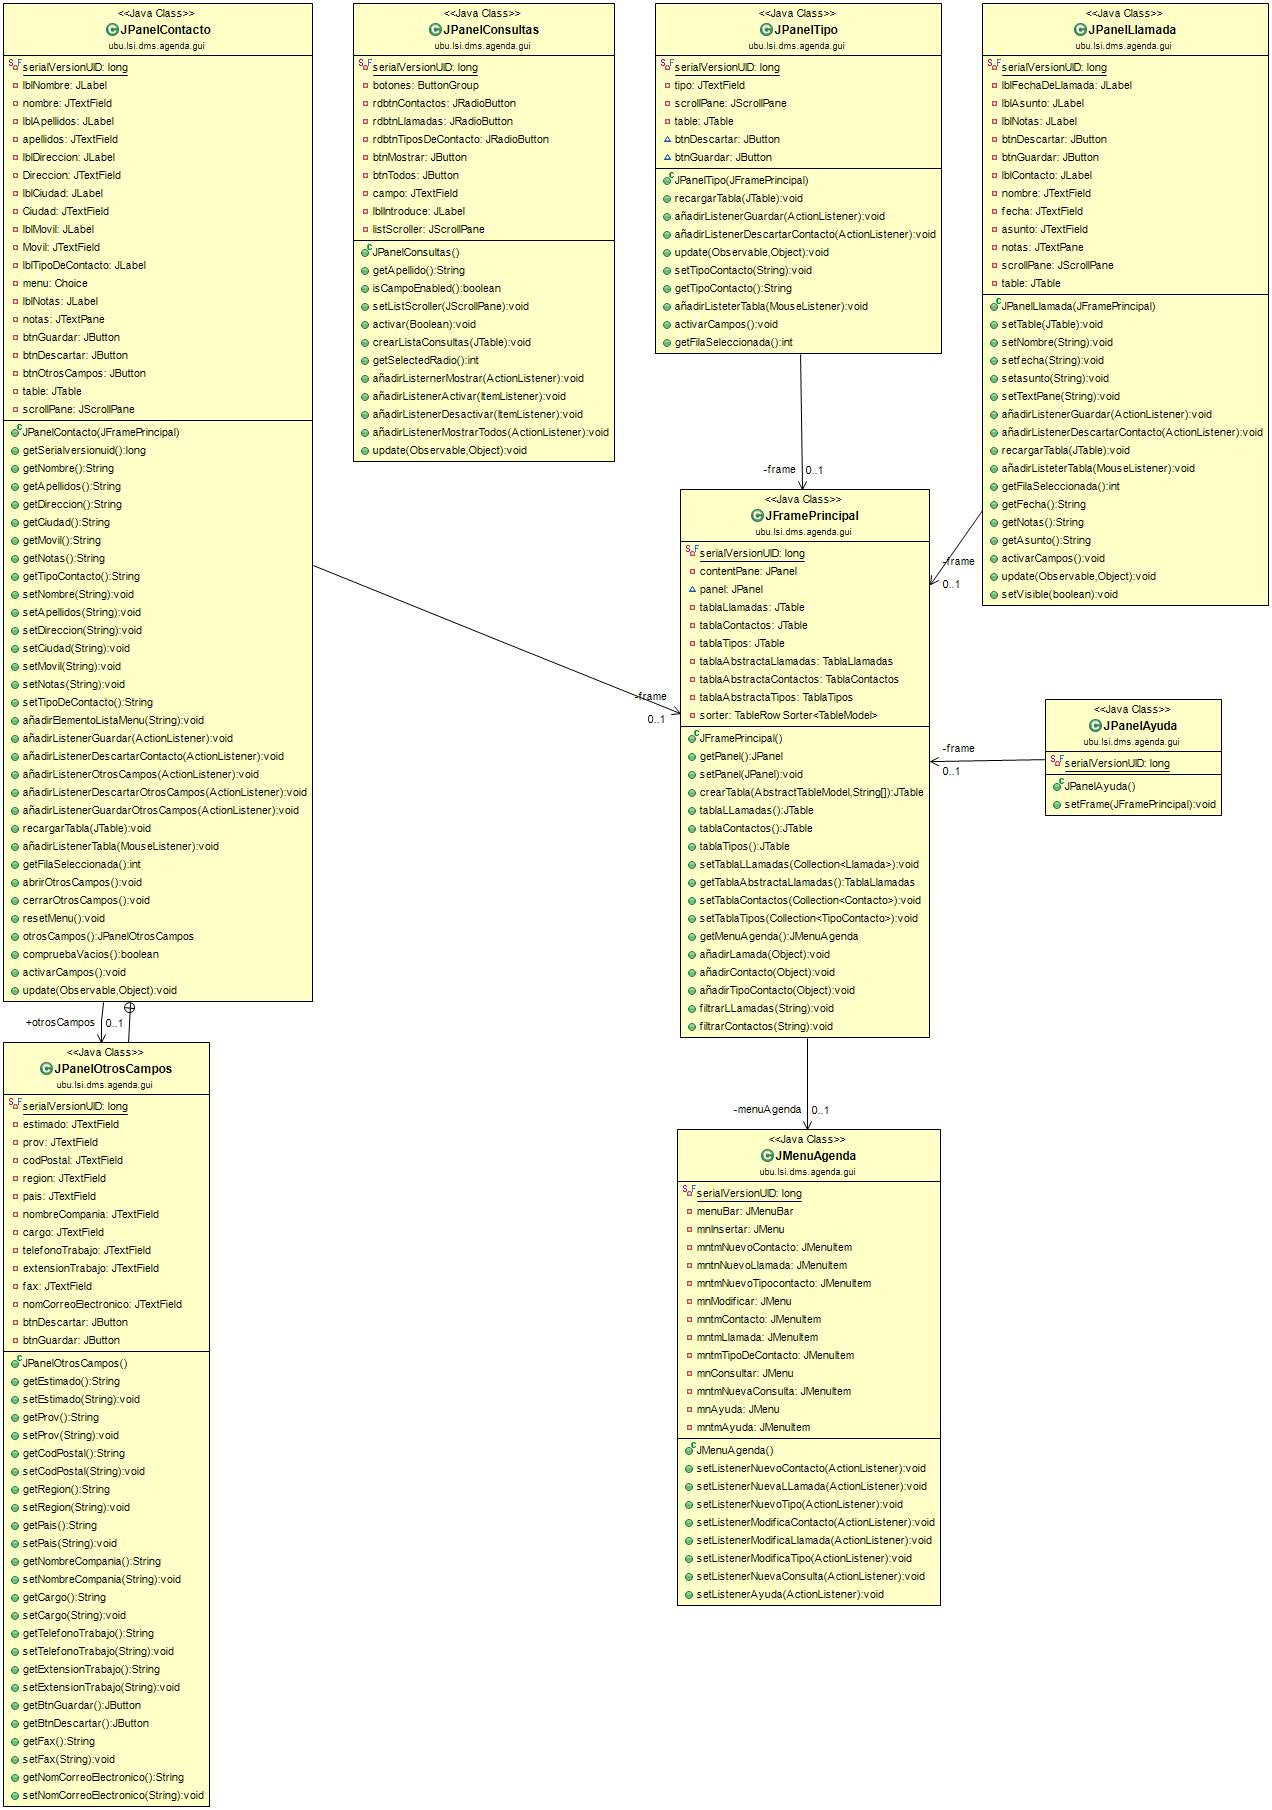 <<Java Class>>
JPanelContacto
ubu.lsi.dms.agenda.gui
serialVersionUID: long
lblNombre: JLabel
nombre: JTextField
lblApellidos: JLabel
apellidos: JTextField
lblDireccion: JLabel
Direccion: JTextField
lblCiudad: JLabel
Ciudad: JTextField
lblMovil: JLabel
Movil: JTextField
lblTipoDeContacto: JLabel
menu: Choice
lblNotas: JLabel
notas: JTextPane
btnGuardar: JButton
btnDescartar: JButton
btnOtrosCampos: JButton
table: JTable
scrollPane: JScrollPane
JPanelContacto(JFramePrincipal)
getSerialversionuid():long
getNombre():String
getApellidos():String
getDireccion():String
getCiudad():String
getMovil():String
getNotas():String
getTipoContacto():String
setNombre(String):void
setApellidos(String):void
setDireccion(String):void
setCiudad(String):void
setMovil(String):void
setNotas(String):void
setTipoDeContacto():String
añadirElementoListaMenu(String):void
añadirListenerGuardar(ActionListener):void
añadirListenerDescartarContacto(ActionListener):void
añadirListenerOtrosCampos(ActionListener):void
añadirListenerDescartarOtrosCampos(ActionListener):void
añadirListenerGuardarOtrosCampos(ActionListener):void
recargarTabla(JTable):void
añadirListenerTabla(MouseListener):void
getFilaSeleccionada():int
abrirOtrosCampos():void
cerrarOtrosCampos():void
resetMenu():void
otrosCampos():JPanelOtrosCampos
compruebaVacios():boolean
activarCampos():void
update(Observable,Object):void
<<Java Class>>
JPanelConsultas
ubu.lsi.dms.agenda.gui
serialVersionUID: long
botones: ButtonGroup
rdbtnContactos: JRadioButton
rdbtnLlamadas: JRadioButton
rdbtnTiposDeContacto: JRadioButton
btnMostrar: JButton
btnTodos: JButton
campo: JTextField
lblIntroduce: JLabel
listScroller: JScrollPane
JPanelConsultas()
getApellido():String
isCampoEnabled():boolean
setListScroller(JScrollPane):void
activar(Boolean):void
crearListaConsultas(JTable):void
getSelectedRadio():int
añadirListernerMostrar(ActionListener):void
añadirListenerActivar(ItemListener):void
añadirListenerDesactivar(ItemListener):void
añadirListenerMostrarTodos(ActionListener):void
update(Observable,Object):void
<<Java Class>>
JPanelTipo
ubu.lsi.dms.agenda.gui
serialVersionUID: long
tipo: JTextField
scrollPane: JScrollPane
table: JTable
btnDescartar: JButton
btnGuardar: JButton
JPanelTipo(JFramePrincipal)
recargarTabla(JTable):void
añadirListenerGuardar(ActionListener):void
añadirListenerDescartarContacto(ActionListener):void
update(Observable,Object):void
setTipoContacto(String):void
getTipoContacto():String
añadirListeterTabla(MouseListener):void
activarCampos():void
getFilaSeleccionada():int
<<Java Class>>
JPanelLlamada
ubu.lsi.dms.agenda.gui
serialVersionUID: long
lblFechaDeLlamada: JLabel
lblAsunto: JLabel
lblNotas: JLabel
btnDescartar: JButton
btnGuardar: JButton
lblContacto: JLabel
nombre: JTextField
fecha: JTextField
asunto: JTextField
notas: JTextPane
scrollPane: JScrollPane
table: JTable
JPanelLlamada(JFramePrincipal)
setTable(JTable):void
setNombre(String):void
setfecha(String):void
setasunto(String):void
setTextPane(String):void
añadirListenerGuardar(ActionListener):void
añadirListenerDescartarContacto(ActionListener):void
recargarTabla(JTable):void
añadirListeterTabla(MouseListener):void
getFilaSeleccionada():int
getFecha():String
getNotas():String
getAsunto():String
activarCampos():void
update(Observable,Object):void
setVisible(boolean):void
-frame 0..1
-frame
0..1
-frame
0..1
-frame
0..1
<<Java Class>>
JFramePrincipal
ubu.lsi.dms.agenda.gui
serialVersionUID: long
contentPane: JPanel
panel: JPanel
tablaLlamadas: JTable
tablaContactos: JTable
tablaTipos: JTable
tablaAbstractaLlamadas: TablaLlamadas
tablaAbstractaContactos: TablaContactos
tablaAbstractaTipos: TablaTipos
sorter: TableRowSorter<TableModel>
JFramePrincipal()
getPanel():JPanel
setPanel(JPanel):void
crearTabla(AbstractTableModel,String[]):JTable
tablaLLamadas():JTable
tablaContactos():JTable
tablaTipos():JTable
setTablaLLamadas(Collection<Llamada>):void
getTablaAbstractaLlamadas():TablaLlamadas
setTablaContactos(Collection<Contacto>):void
setTablaTipos(Collection<TipoContacto>):void
getMenuAgenda():JMenuAgenda
añadirLamada(Object):void
añadirContacto(Object):void
añadirTipoContacto(Object):void
filtrarLLamadas(String):void
filtrarContactos(String):void
<<Java Class>>
JPanelAyuda
ubu.lsi.dms.agenda.gui
serialVersionUID: long
JPanelAyuda()
setFrame(JFramePrincipal):void
+otrosCampos 0..1
<<Java Class>>
JPanelOtrosCampos
ubu.lsi.dms.agenda.gui
serialVersionUID: long
estimado: JTextField
prov: JTextField
codPostal: JTextField
region: JTextField
pais: JTextField
nombreCompania: JTextField
cargo: JTextField
telefonoTrabajo: JTextField
extensionTrabajo: JTextField
fax: JTextField
nomCorreoElectronico: JTextField
btnDescartar: JButton
btnGuardar: JButton
JPanelOtrosCampos()
getEstimado():String
setEstimado(String):void
getProv():String
setProv(String):void
getCodPostal():String
setCodPostal(String):void
getRegion():String
setRegion(String):void
getPais():String
setPais(String):void
getNombreCompania():String
setNombreCompania(String):void
getCargo():String
setCargo(String):void
getTelefonoTrabajo():String
setTelefonoTrabajo(String):void
getExtensionTrabajo():String
setExtensionTrabajo(String):void
getBtnGuardar():JButton
getBtnDescartar():JButton
getFax():String
setFax(String):void
getNomCorreoElectronico():String
setNomCorreoElectronico(String):void
-menuAgenda 0..1
<<Java Class>>
JMenuAgenda
ubu.lsi.dms.agenda.gui
serialVersionUID: long
menuBar: JMenuBar
mnInsertar: JMenu
mntmNuevoContacto: JMenuItem
mntnNuevoLlamada: JMenuItem
mntmNuevoTipocontacto: JMenuItem
mnModificar: JMenu
mntmContacto: JMenuItem
mntmLlamada: JMenuItem
mntmTipoDeContacto: JMenuItem
mnConsultar: JMenu
mntmNuevaConsulta: JMenuItem
mnAyuda: JMenu
mntmAyuda: JMenuItem
JMenuAgenda()
setListenerNuevoContacto(ActionListener):void
setListenerNuevaLLamada(ActionListener):void
setListenerNuevoTipo(ActionListener):void
setListenerModificaContacto(ActionListener):void
setListenerModificaLlamada(ActionListener):void
setListenerModificaTipo(ActionListener):void
setListenerNuevaConsulta(ActionListener):void
setListenerAyuda(ActionListener):void